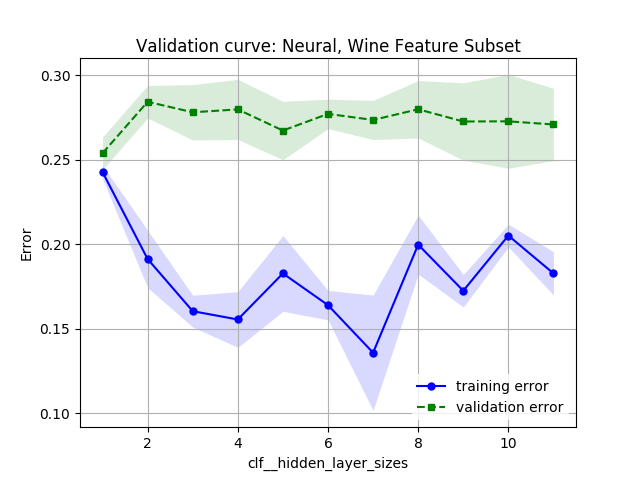 Validation curve: Neural, Wine Feature Subset
0.30
0.25
0.20
0.15
0.10
Error
2 4 6 8 10
clf__hidden_layer_sizes
training error
validation error